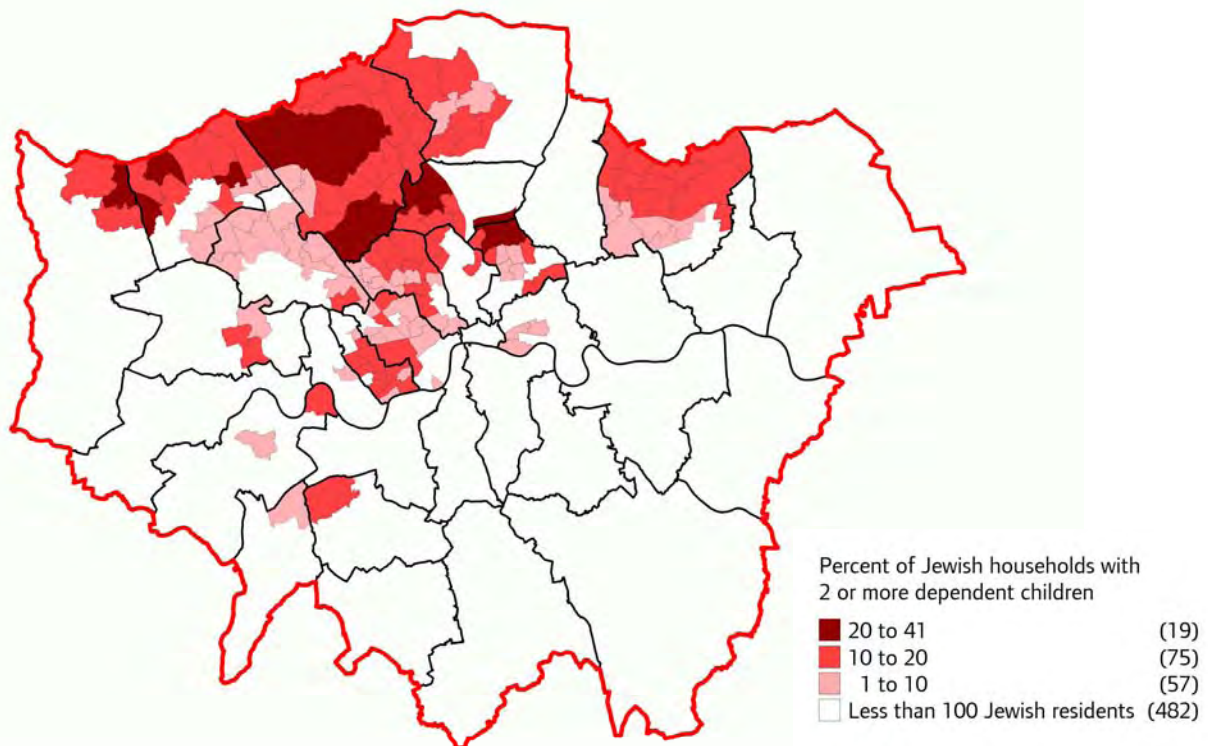 Percent of Jewish households with
2 or more dependent children
20 to 41 (19)
10 to 20 (75)
1 to 10 (57)
Less than 100 Jewish residents (482)